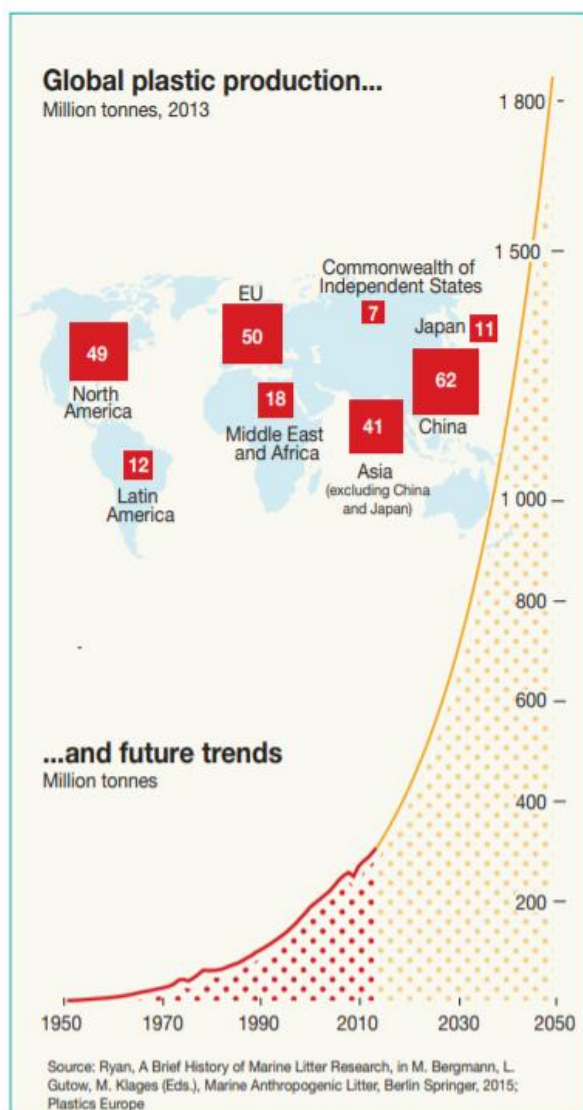 Global plastic production...
Million tonnes, 2013
1 800
1 500
Commonwealth of
Independent States
7
EU
50
Japan
11
49
North
America
18
Middle East
and Africa
62
China
41
Asia
(excluding China
and Japan)
12
Latin
America
1 000
800
600
...and future trends
Million tonnes
400
200
1950
1970
1990
2010
2030
2050
Source: Ryan, A Brief History of Marine Litter Research, in M. Bergmann, L.
Gutow, M. Klages (Eds.), Marine Anthropogenic Litter, Berlin Springer, 2015;
Plastics Europe